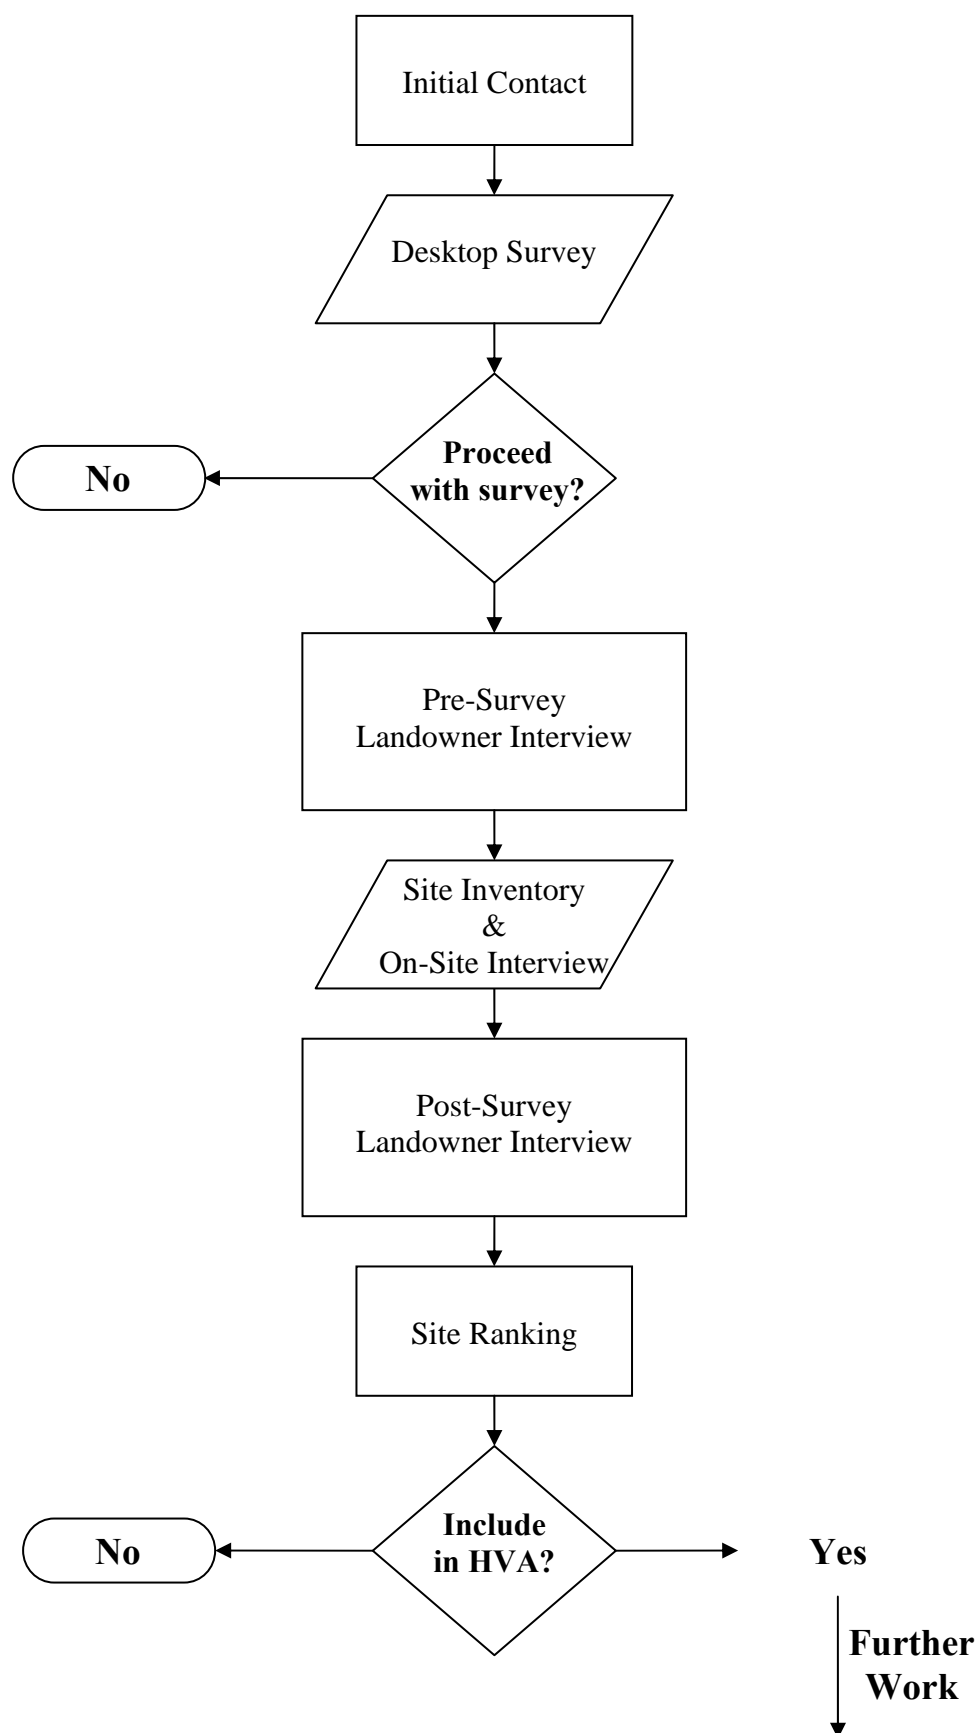 Initial Contact
Desktop Survey
Proceed
with survey?
No
Pre-Survey
Landowner Interview
Site Inventory
&
On-Site Interview
Post-Survey
Landowner Interview
Site Ranking
Include
in HVA?
No
Yes
Further
Work